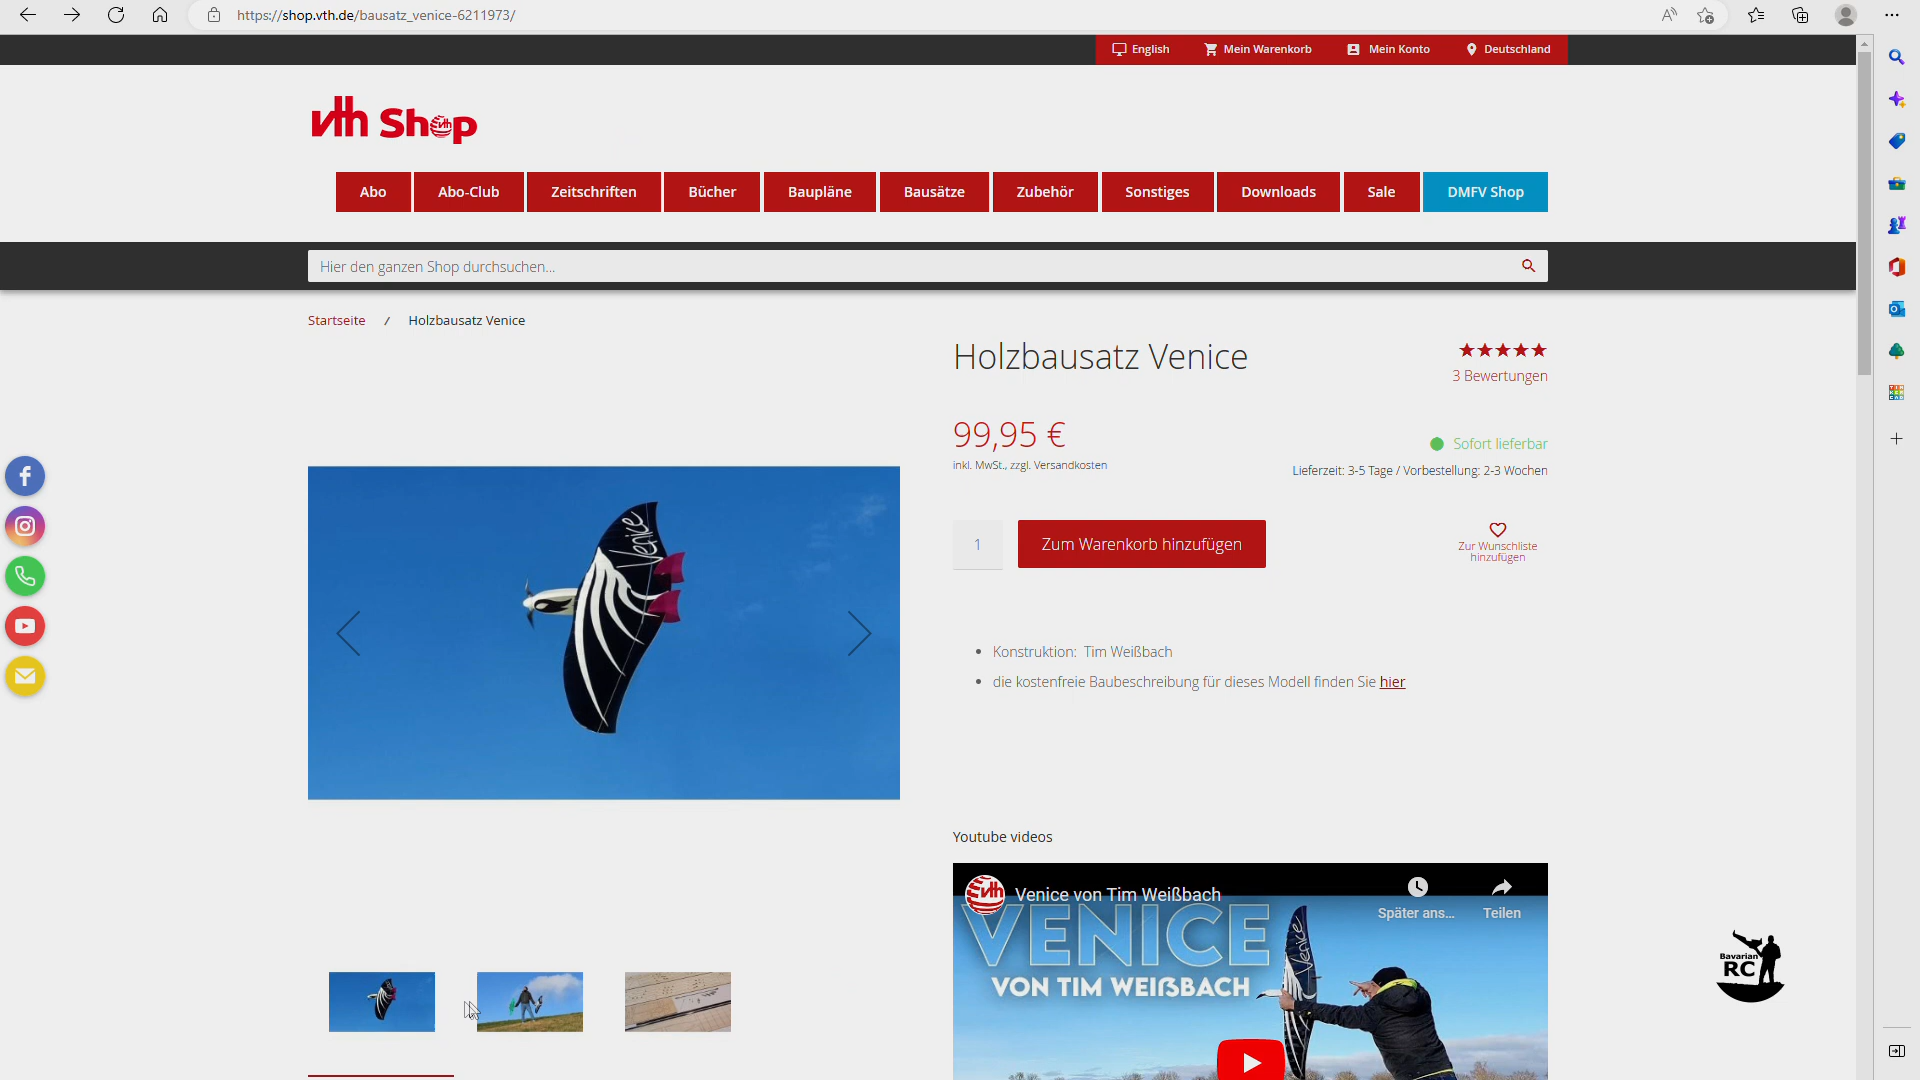 https://shop.vth.de/bausatz_venice-6211973/
English
Mein Warenkorb
Mein Konto
Deutschland
vth Shop
Abo
Abo-Club
Zeitschriften
Bücher
Baupläne
Bausätze
Zubehör
Sonstiges
Downloads
Sale
DMFV Shop
Hier den ganzen Shop durchsuchen...
Startseite / Holzbausatz Venice
Holzbausatz Venice
3 Bewertungen
99,95 €
inkl. MwSt., zzgl. Versandkosten
Sofort lieferbar
Lieferzeit: 3-5 Tage / Vorbestellung: 2-3 Wochen
1
Zum Warenkorb hinzufügen
Zur Wunschliste
hinzufügen
Venice
Konstruktion:  Tim Weißbach
die kostenfreie Baubeschreibung für dieses Modell finden Sie hier
Youtube videos
vth
Venice von Tim Weißbach
Später ans...
Teilen
VENICE
VON TIM WEIßBACH
Venice
Bavarian
RC